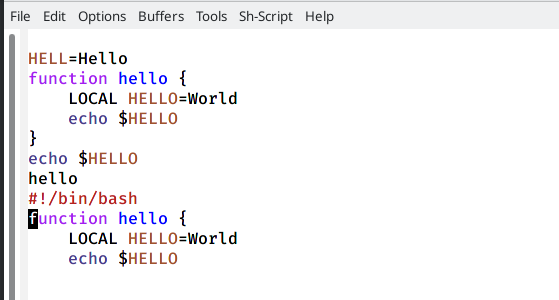 File Edit Options Buffers Tools Sh-Script Help
HELL=Hello
function hello {
    LOCAL HELLO=World
    echo $HELLO
}
echo $HELLO
hello
#!/bin/bash
function hello {
    LOCAL HELLO=World
    echo $HELLO